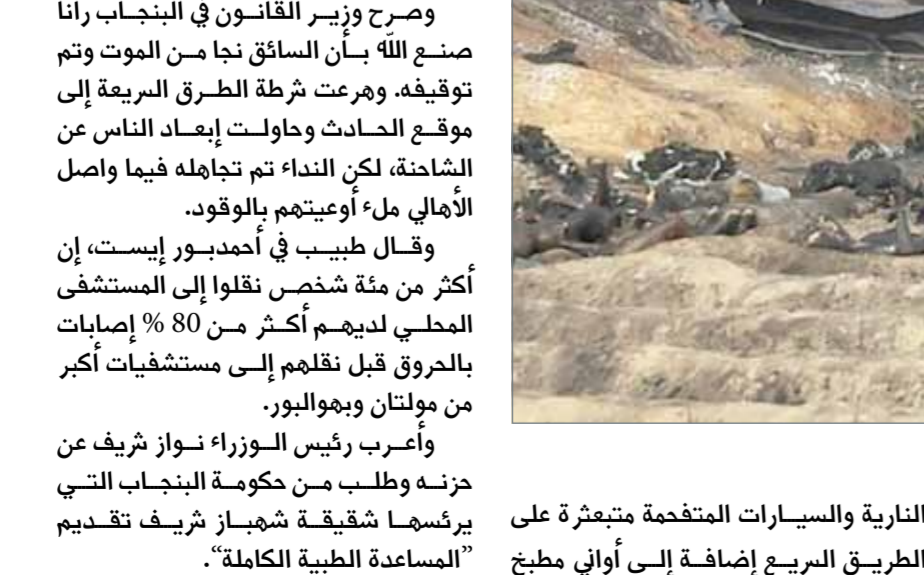 النارية والسيارات المتفحمة متبعثرة على
الطريق السريع إضافة إلى أواني مطبخ
وصرح وزير القانون في البنجاب رانا
صنع الله بأن السائق نجا من الموت وتم
توقيفه. وهرعت شرطة الطرق السريعة إلى
موقع الحادث وحاولت إبعاد الناس عن
الشاحنة، لكن النداء تم تجاهله فيما واصل
الأهالي ملء أوعيتهم بالوقود.
وقال طبيب في أحمدبور إيست، إن
أكثر من مئة شخص نقلوا إلى المستشفى
المحلي لديهم أكثر من 80 % إصابات
بالحروق قبل نقلهم إلى مستشفيات أكبر
من مولتان وبهوالبور.
وأعرب رئيس الوزراء نواز شريف عن
حزنه وطلب من حكومة البنجاب التي
يرئسها شقيقة شهباز شريف تقديم
”المساعدة الطبية الكاملة“.